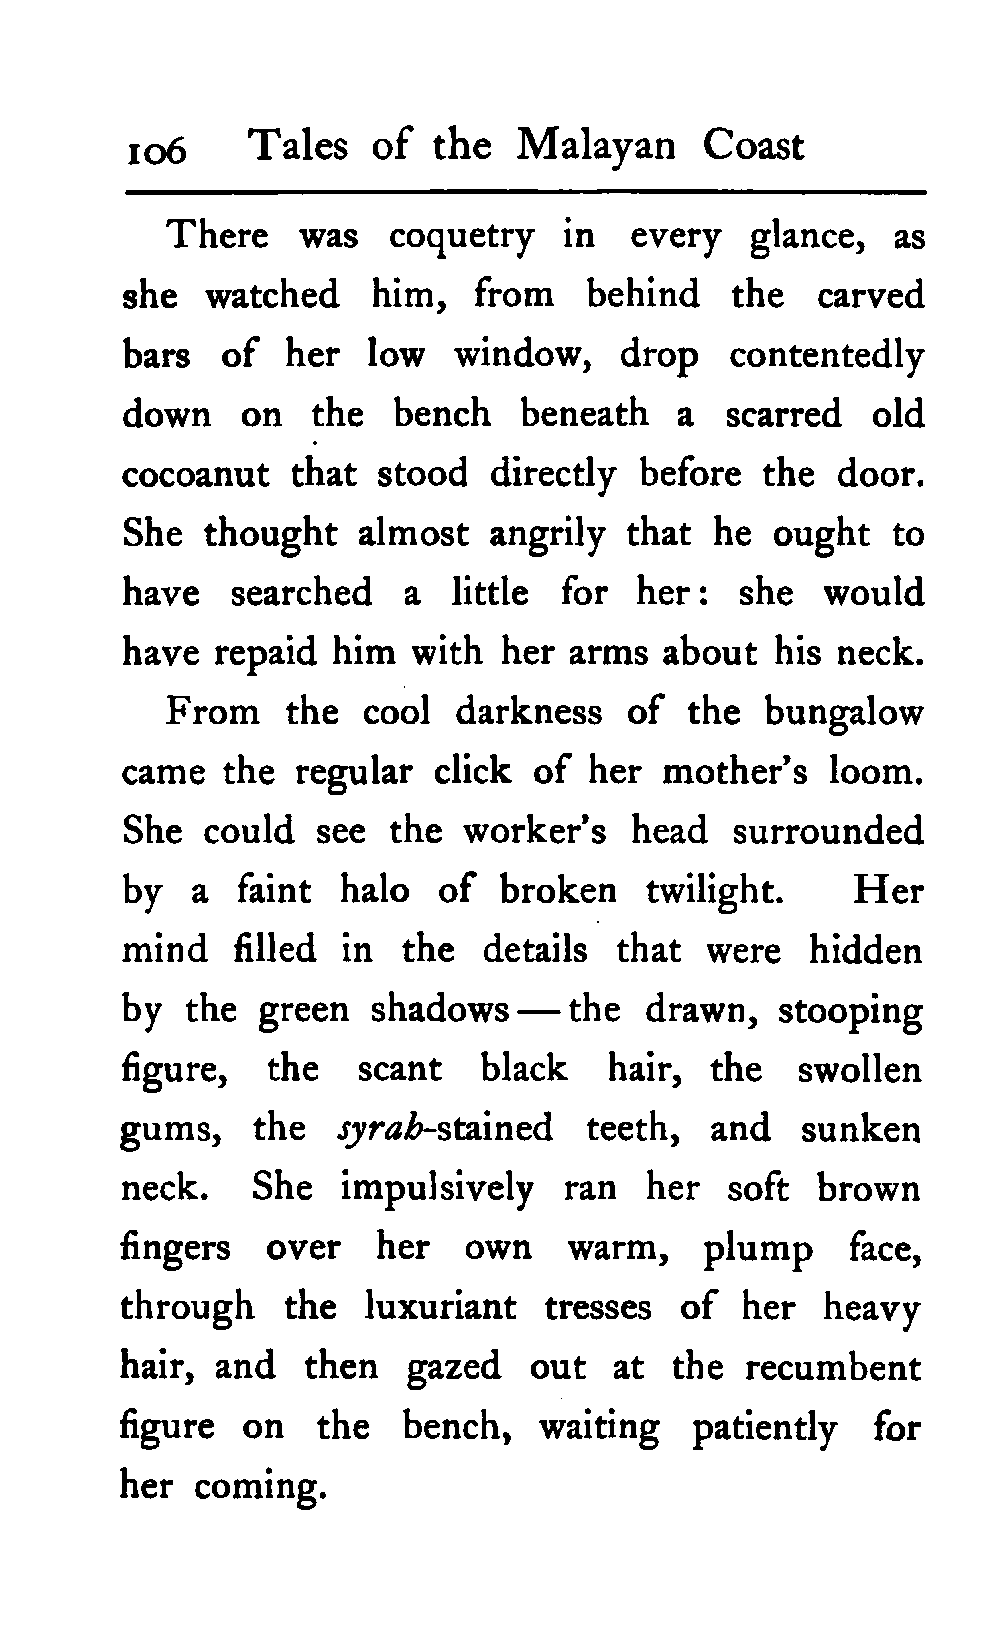 106 Tales of the Malayan Coast
There was coquetry in every glance, as
she watched him, from behind the carved
bars of her low window, drop contentedly
down on the bench beneath a scarred old
cocoanut that stood directly before the door.
She thought almost angrily that he ought to
have searched a little for her: she would
have repaid him with her arms about his neck.
From the cool darkness of the bungalow
came the regular click of her mother's loom.
She could see the worker's head surrounded
by a faint halo of broken twilight. Her
mind filled in the details that were hidden
by the green shadows — the drawn, stooping
figure, the scant black hair, the swollen
gums, the syrah-stained teeth, and sunken
neck. She impulsively ran her soft brown
fingers over her own warm, plump face,
through the luxuriant tresses of her heavy
hair, and then gazed out at the recumbent
figure on the bench, waiting patiently for
her coming.